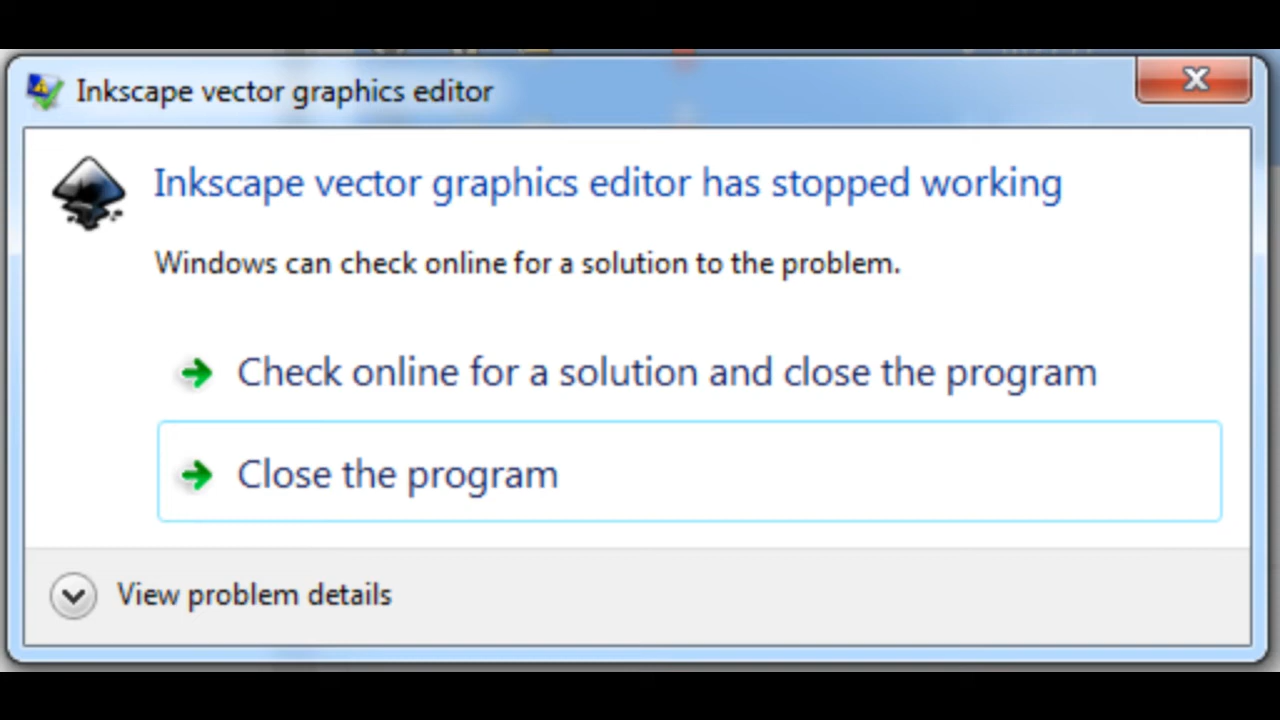 Inkscape vector graphics editor
Inkscape vector graphics editor has stopped working
Windows can check online for a solution to the problem.
Check online for a solution and close the program
Close the program
View problem details